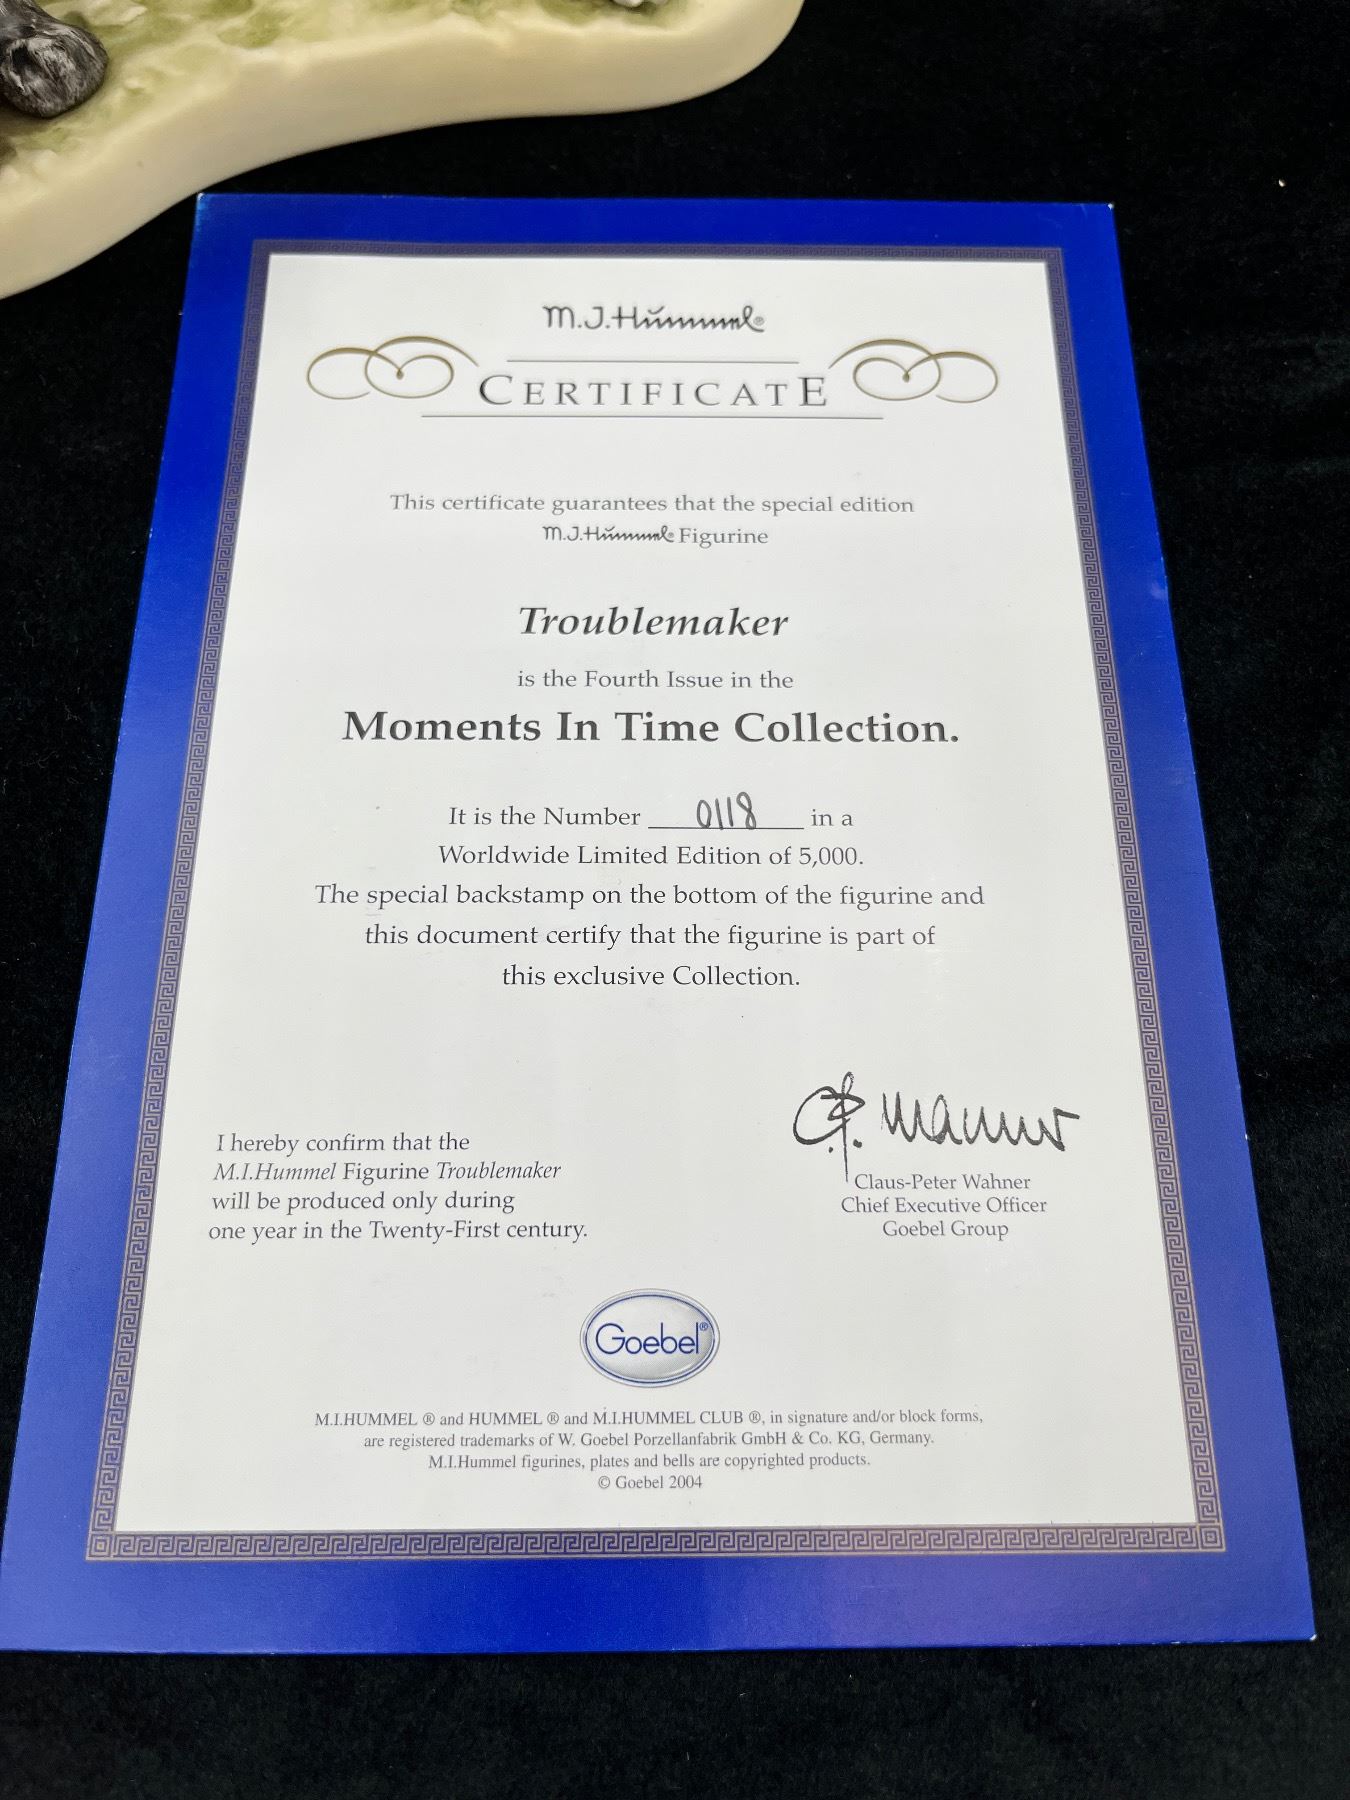 M.J.Hummel®
CERTIFICATE
This certificate guarantees that the special edition
M.J.Hummel® Figurine
Troublemaker
is the Fourth Issue in the
Moments In Time Collection.
It is the Number 0118 in a
Worldwide Limited Edition of 5,000.
The special backstamp on the bottom of the figurine and
this document certify that the figurine is part of
this exclusive Collection.
I hereby confirm that the
M.I.Hummel Figurine Troublemaker
will be produced only during
one year in the Twenty-First century.
C.P. Wahner
Claus-Peter Wahner
Chief Executive Officer
Goebel Group
Goebel®
M.I.HUMMEL ® and HUMMEL ® and M.I.HUMMEL CLUB ®, in signature and/or block forms,
are registered trademarks of W. Goebel Porzellanfabrik GmbH & Co. KG, Germany.
M.I.Hummel figurines, plates and bells are copyrighted products.
© Goebel 2004